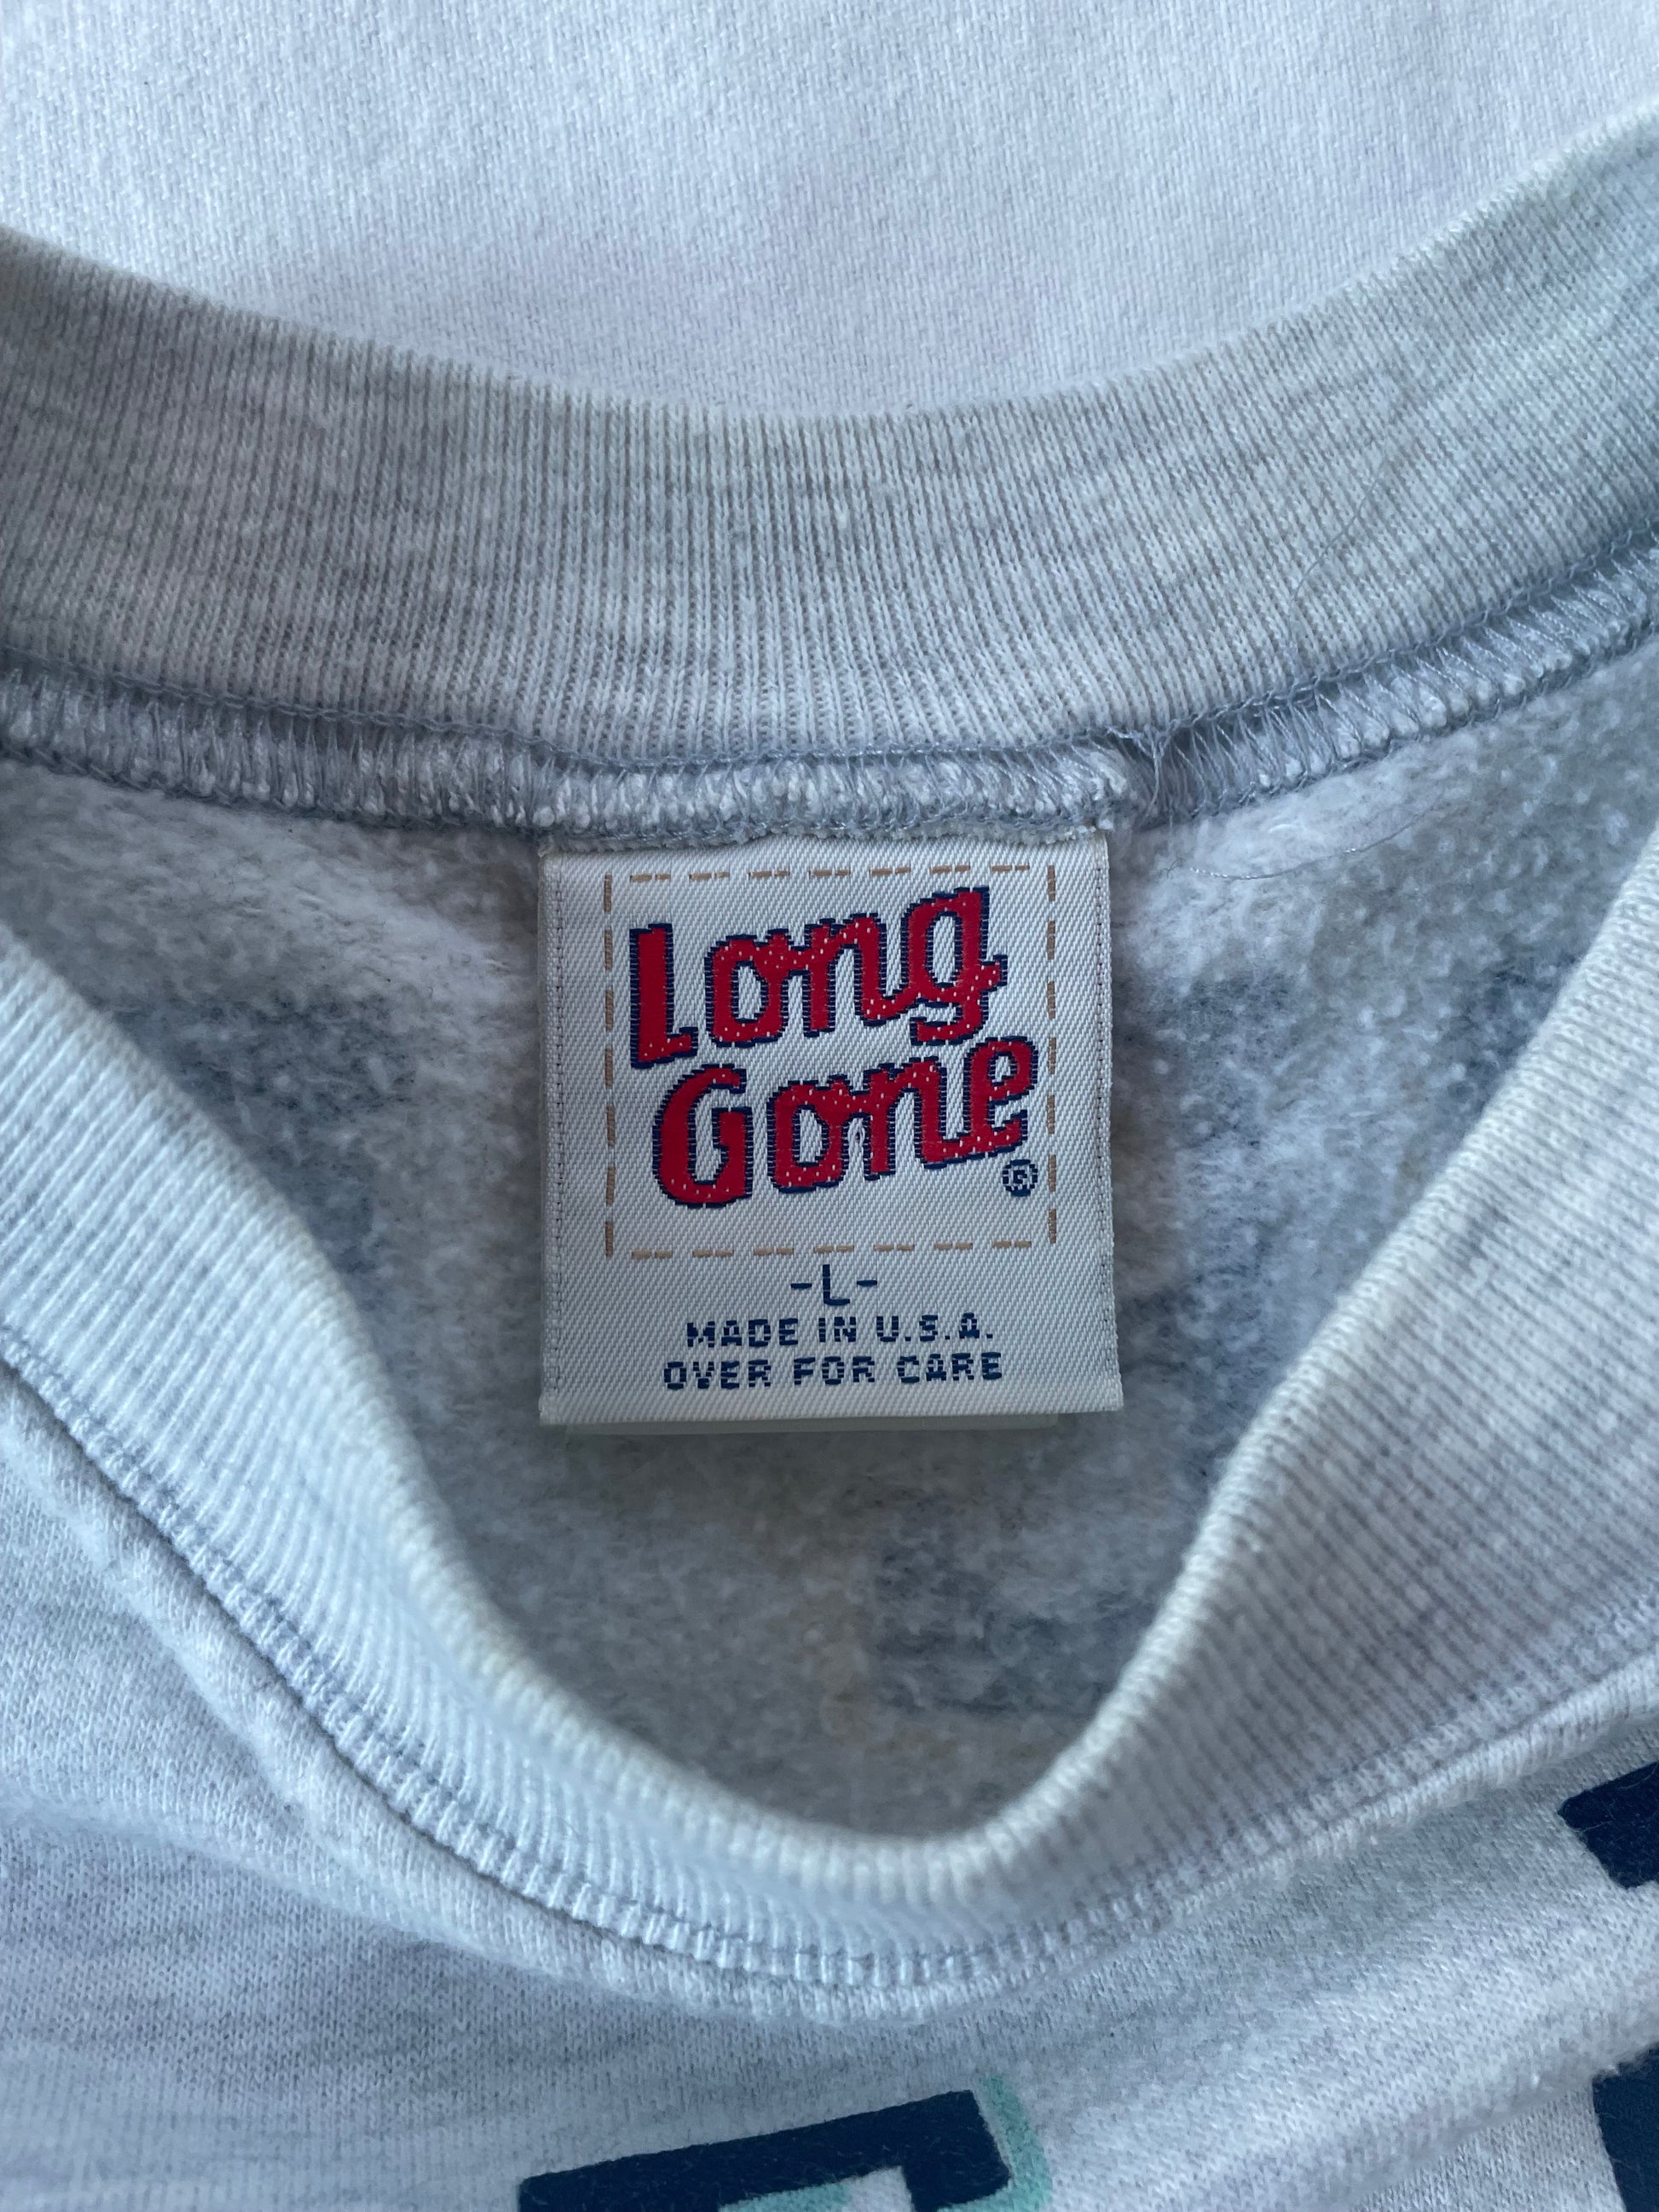 Long
Gone®
-L-
MADE IN U.S.A.
OVER FOR CARE